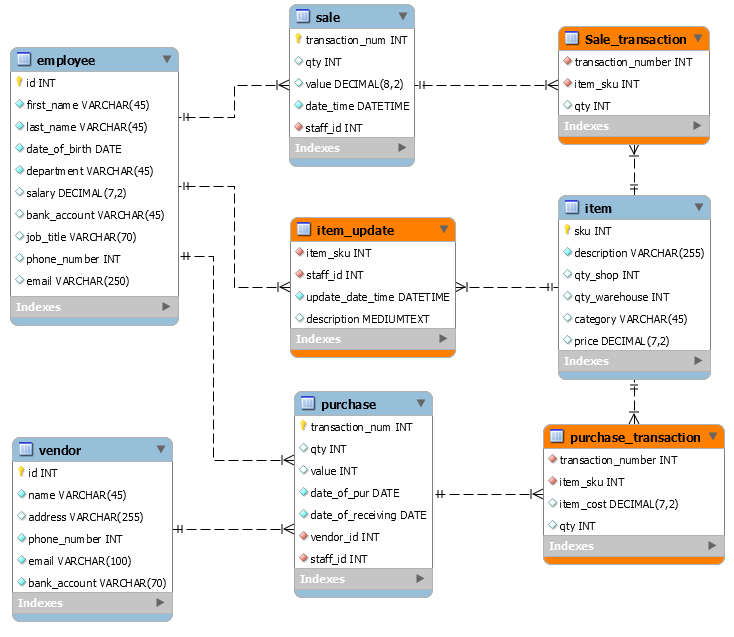 employee
id INT
first_name VARCHAR(45)
last_name VARCHAR(45)
date_of_birth DATE
department VARCHAR(45)
salary DECIMAL(7,2)
bank_account VARCHAR(45)
job_title VARCHAR(70)
phone_number INT
email VARCHAR(250)
Indexes
sale
transaction_num INT
qty INT
value DECIMAL(8,2)
date_time DATETIME
staff_id INT
Indexes
Sale_transaction
transaction_number INT
item_sku INT
qty INT
Indexes
item_update
item_sku INT
staff_id INT
update_date_time DATETIME
description MEDIUMTEXT
Indexes
item
sku INT
description VARCHAR(255)
qty_shop INT
qty_warehouse INT
category VARCHAR(45)
price DECIMAL(7,2)
Indexes
vendor
id INT
name VARCHAR(45)
address VARCHAR(255)
phone_number INT
email VARCHAR(100)
bank_account VARCHAR(70)
Indexes
purchase
transaction_num INT
qty INT
value INT
date_of_pur DATE
date_of_receiving DATE
vendor_id INT
staff_id INT
Indexes
purchase_transaction
transaction_number INT
item_sku INT
item_cost DECIMAL(7,2)
qty INT
Indexes